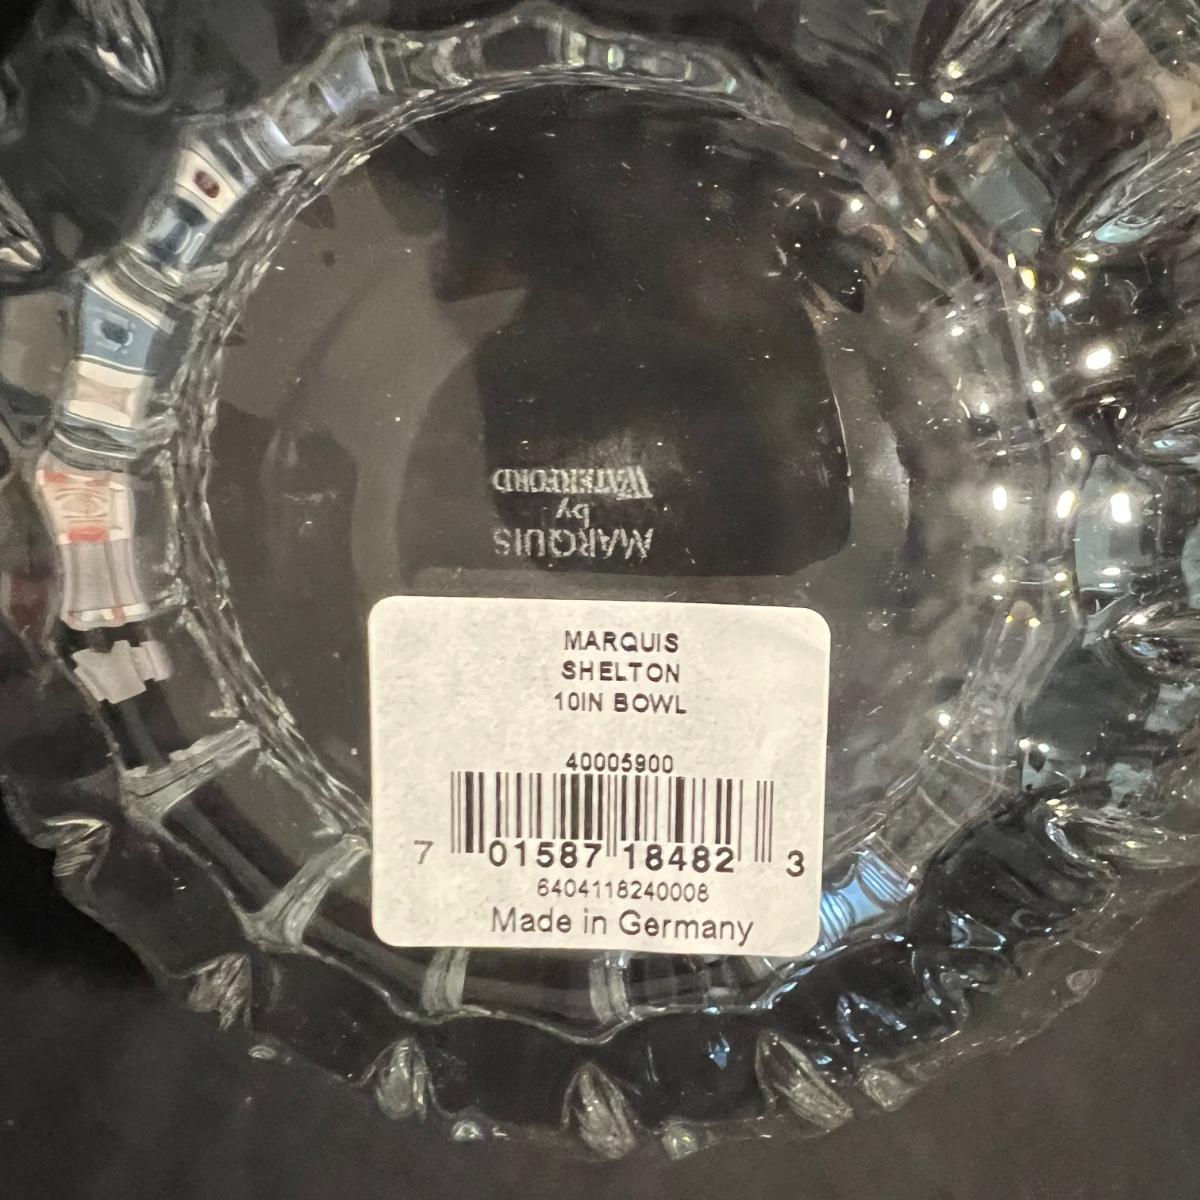 MARQUIS
by
WATERFORD
MARQUIS
SHELTON
10IN BOWL
40005900
7 01587 18482 3
6404118240008
Made in Germany